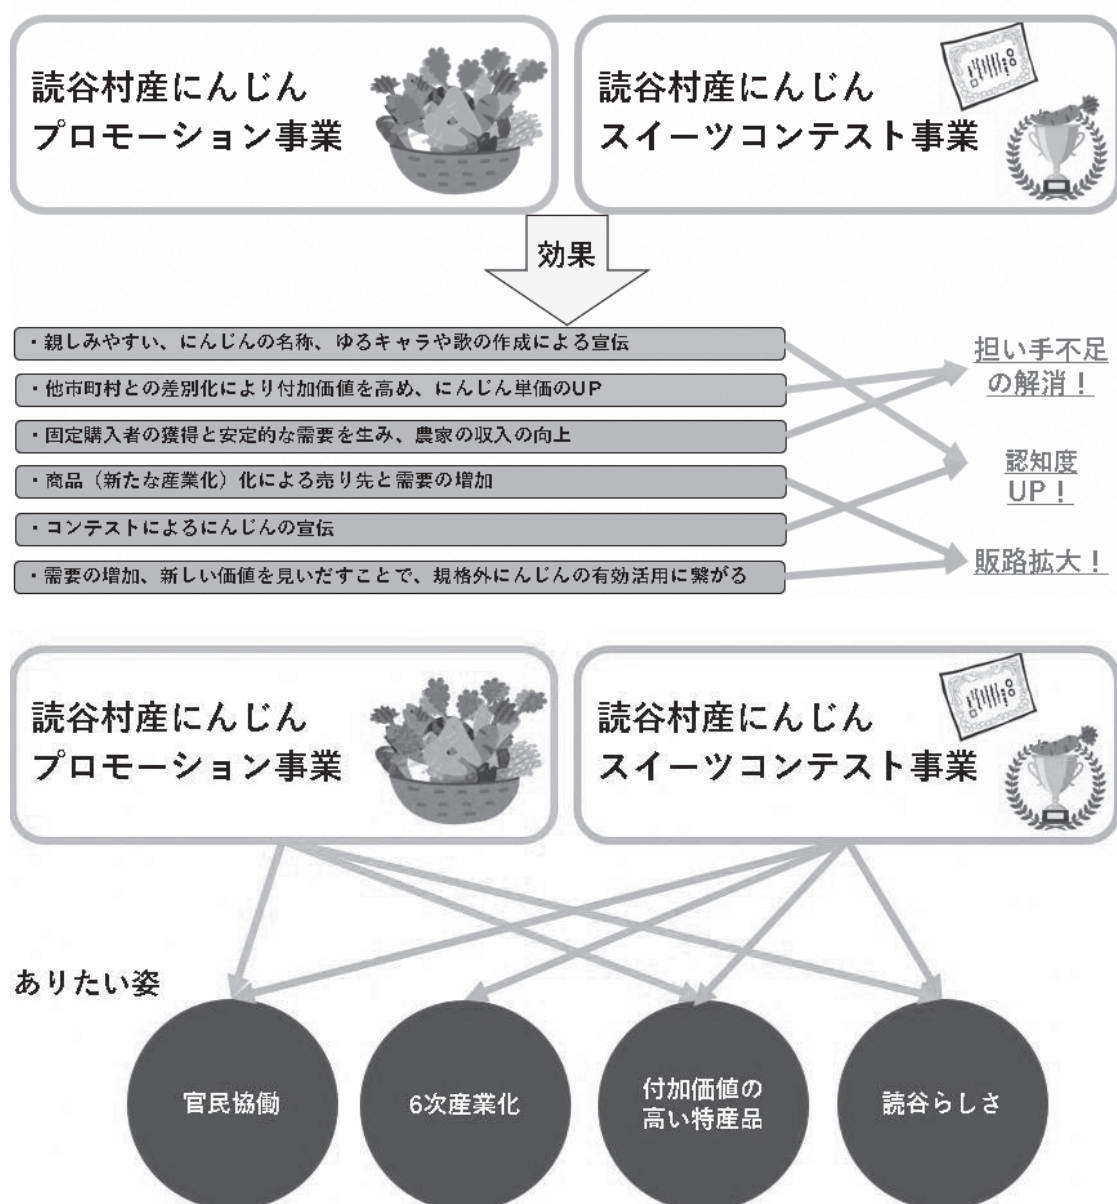 読谷村産にんじん
プロモーション事業
読谷村産にんじん
スイーツコンテスト事業
効果
・親しみやすい、にんじんの名称、ゆるキャラや歌の作成による宣伝
・他市町村との差別化により付加価値を高め、にんじん単価のUP
・固定購入者の獲得と安定的な需要を生み、農家の収入の向上
・商品（新たな産業化）化による売り先と需要の増加
・コンテストによるにんじんの宣伝
・需要の増加、新しい価値を見いだすことで、規格外にんじんの有効活用に繋がる
担い手不足
の解消！
認知度
UP！
販路拡大！
読谷村産にんじん
プロモーション事業
読谷村産にんじん
スイーツコンテスト事業
ありたい姿
官民協働
6次産業化
付加価値の
高い特産品
読谷らしさ